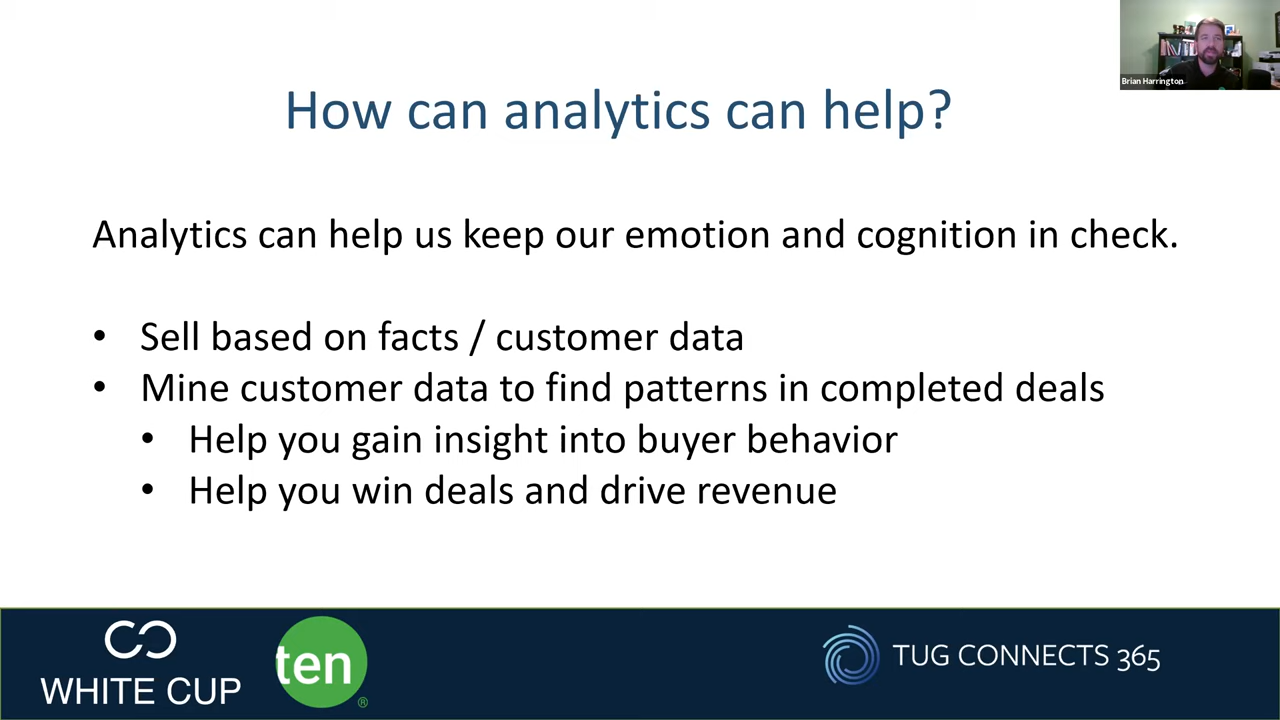 Brian Harrington
How can analytics can help?
Analytics can help us keep our emotion and cognition in check.
• Sell based on facts / customer data
• Mine customer data to find patterns in completed deals
• Help you gain insight into buyer behavior
• Help you win deals and drive revenue
WHITE CUP
ten®
TUG CONNECTS 365